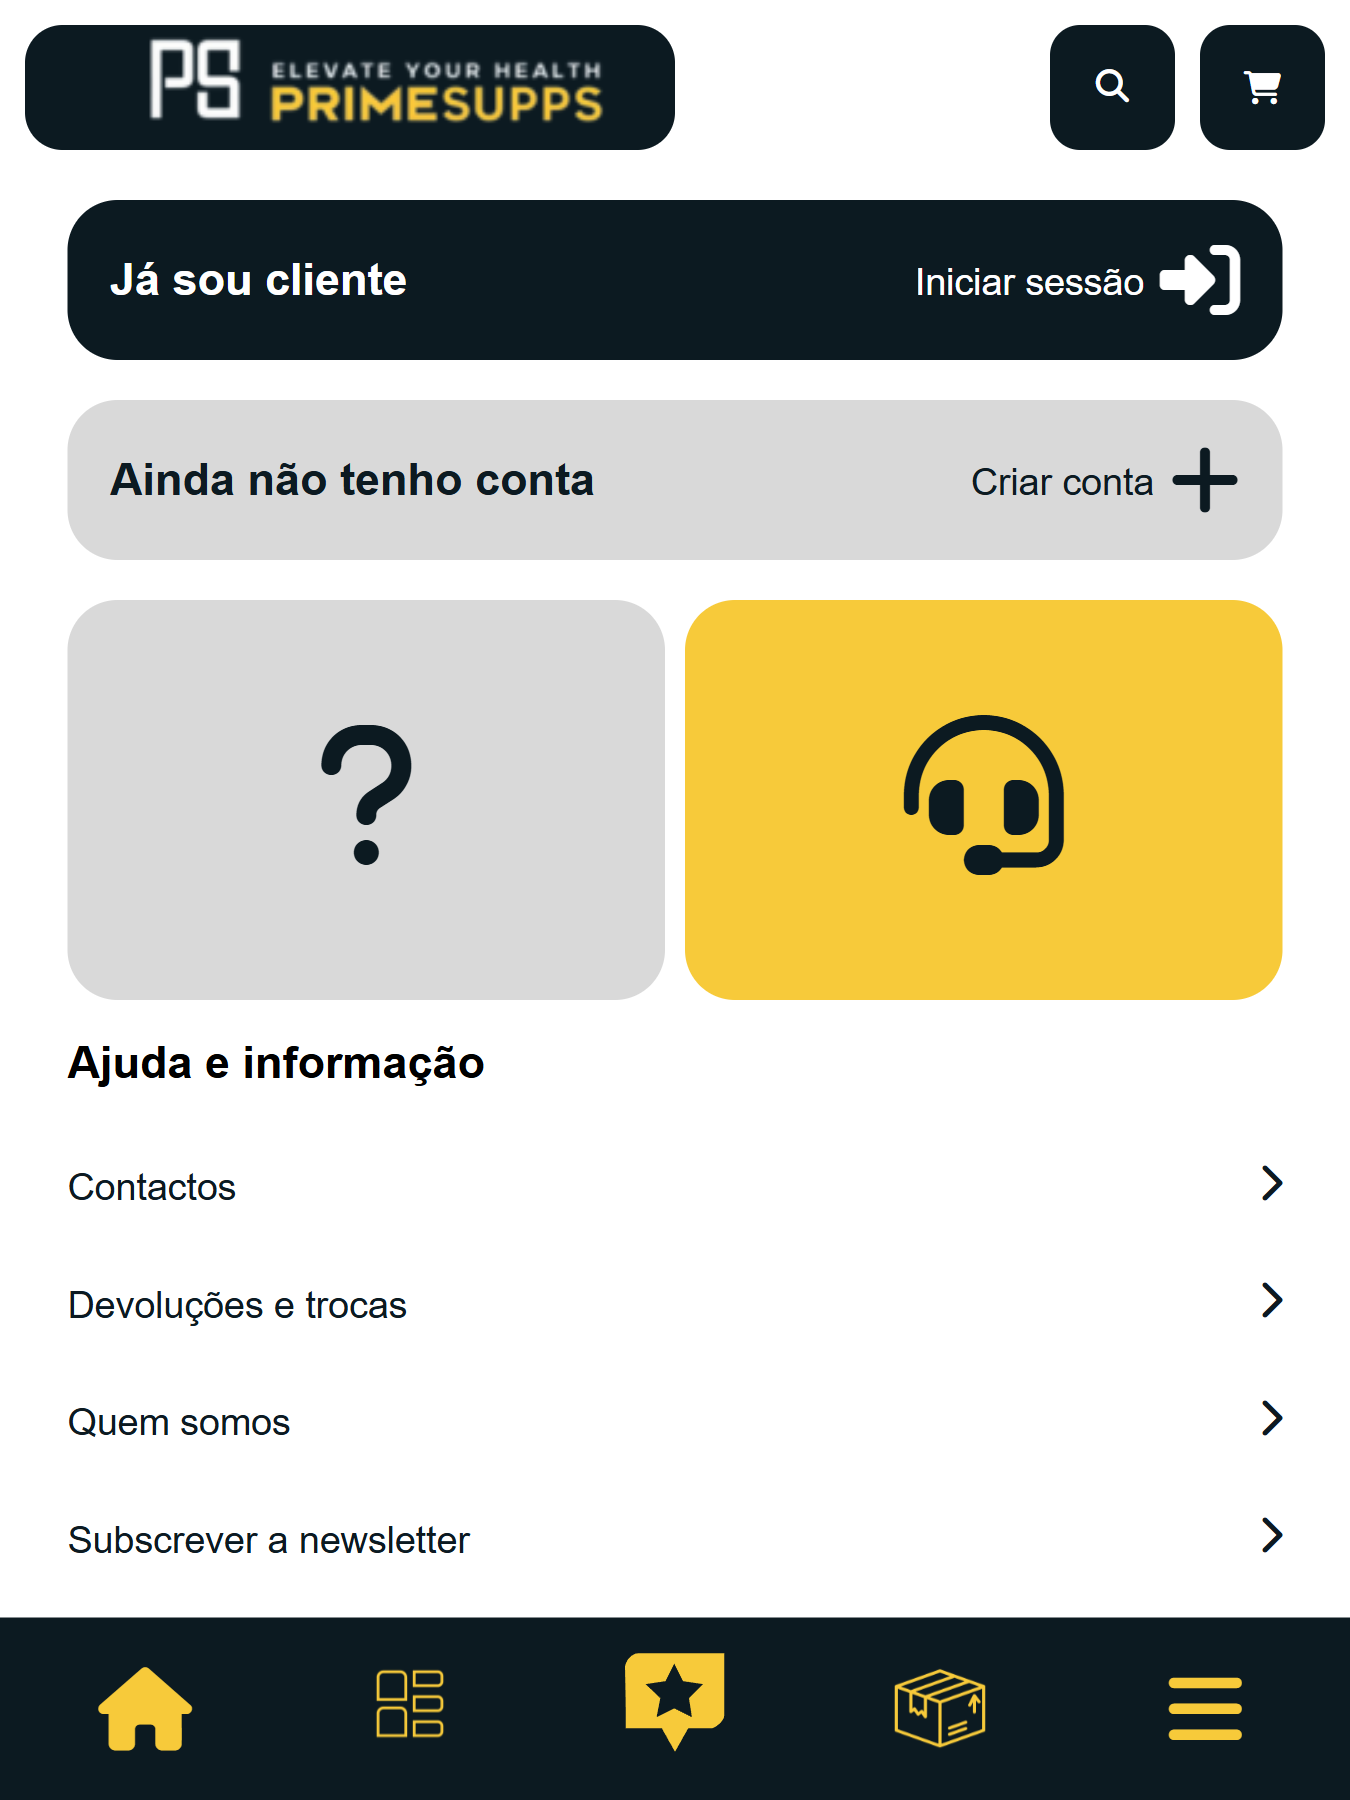 PS
ELEVATE YOUR HEALTH
PRIMESUPPS
Já sou cliente
Iniciar sessão
Ainda não tenho conta
Criar conta
?
Ajuda e informação
Contactos
Devoluções e trocas
Quem somos
Subscrever a newsletter